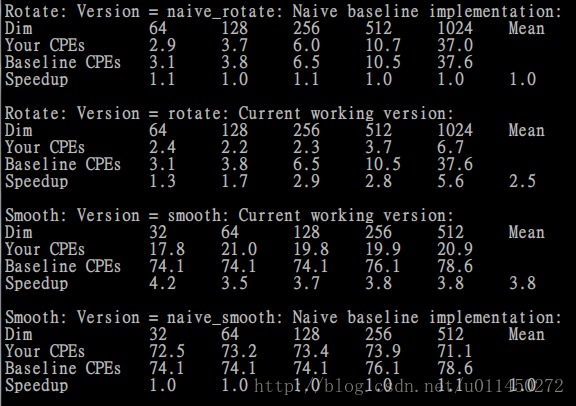 Rotate: Version = naive_rotate: Naive baseline implementation:
Dim 64 128 256 512 1024 Mean
Your CPEs 2.9 3.7 6.0 10.7 37.0
Baseline CPEs 3.1 3.8 6.5 10.5 37.6
Speedup 1.1 1.0 1.1 1.0 1.0 1.0
Rotate: Version = rotate: Current working version:
Dim 64 128 256 512 1024 Mean
Your CPEs 2.4 2.2 2.3 3.7 6.7
Baseline CPEs 3.1 3.8 6.5 10.5 37.6
Speedup 1.3 1.7 2.9 2.8 5.6 2.5
Smooth: Version = smooth: Current working version:
Dim 32 64 128 256 512 Mean
Your CPEs 17.8 21.0 19.8 19.9 20.9
Baseline CPEs 74.1 74.1 74.1 76.1 78.6
Speedup 4.2 3.5 3.7 3.8 3.8 3.8
Smooth: Version = naive_smooth: Naive baseline implementation:
Dim 32 64 128 256 512 Mean
Your CPEs 72.5 73.2 73.4 73.9 71.1
Baseline CPEs 74.1 74.1 74.1 76.1 78.6
Speedup 1.0 1.0 1.0 1.0 1.1 1.0
http://blog.csdn.net/u011450272